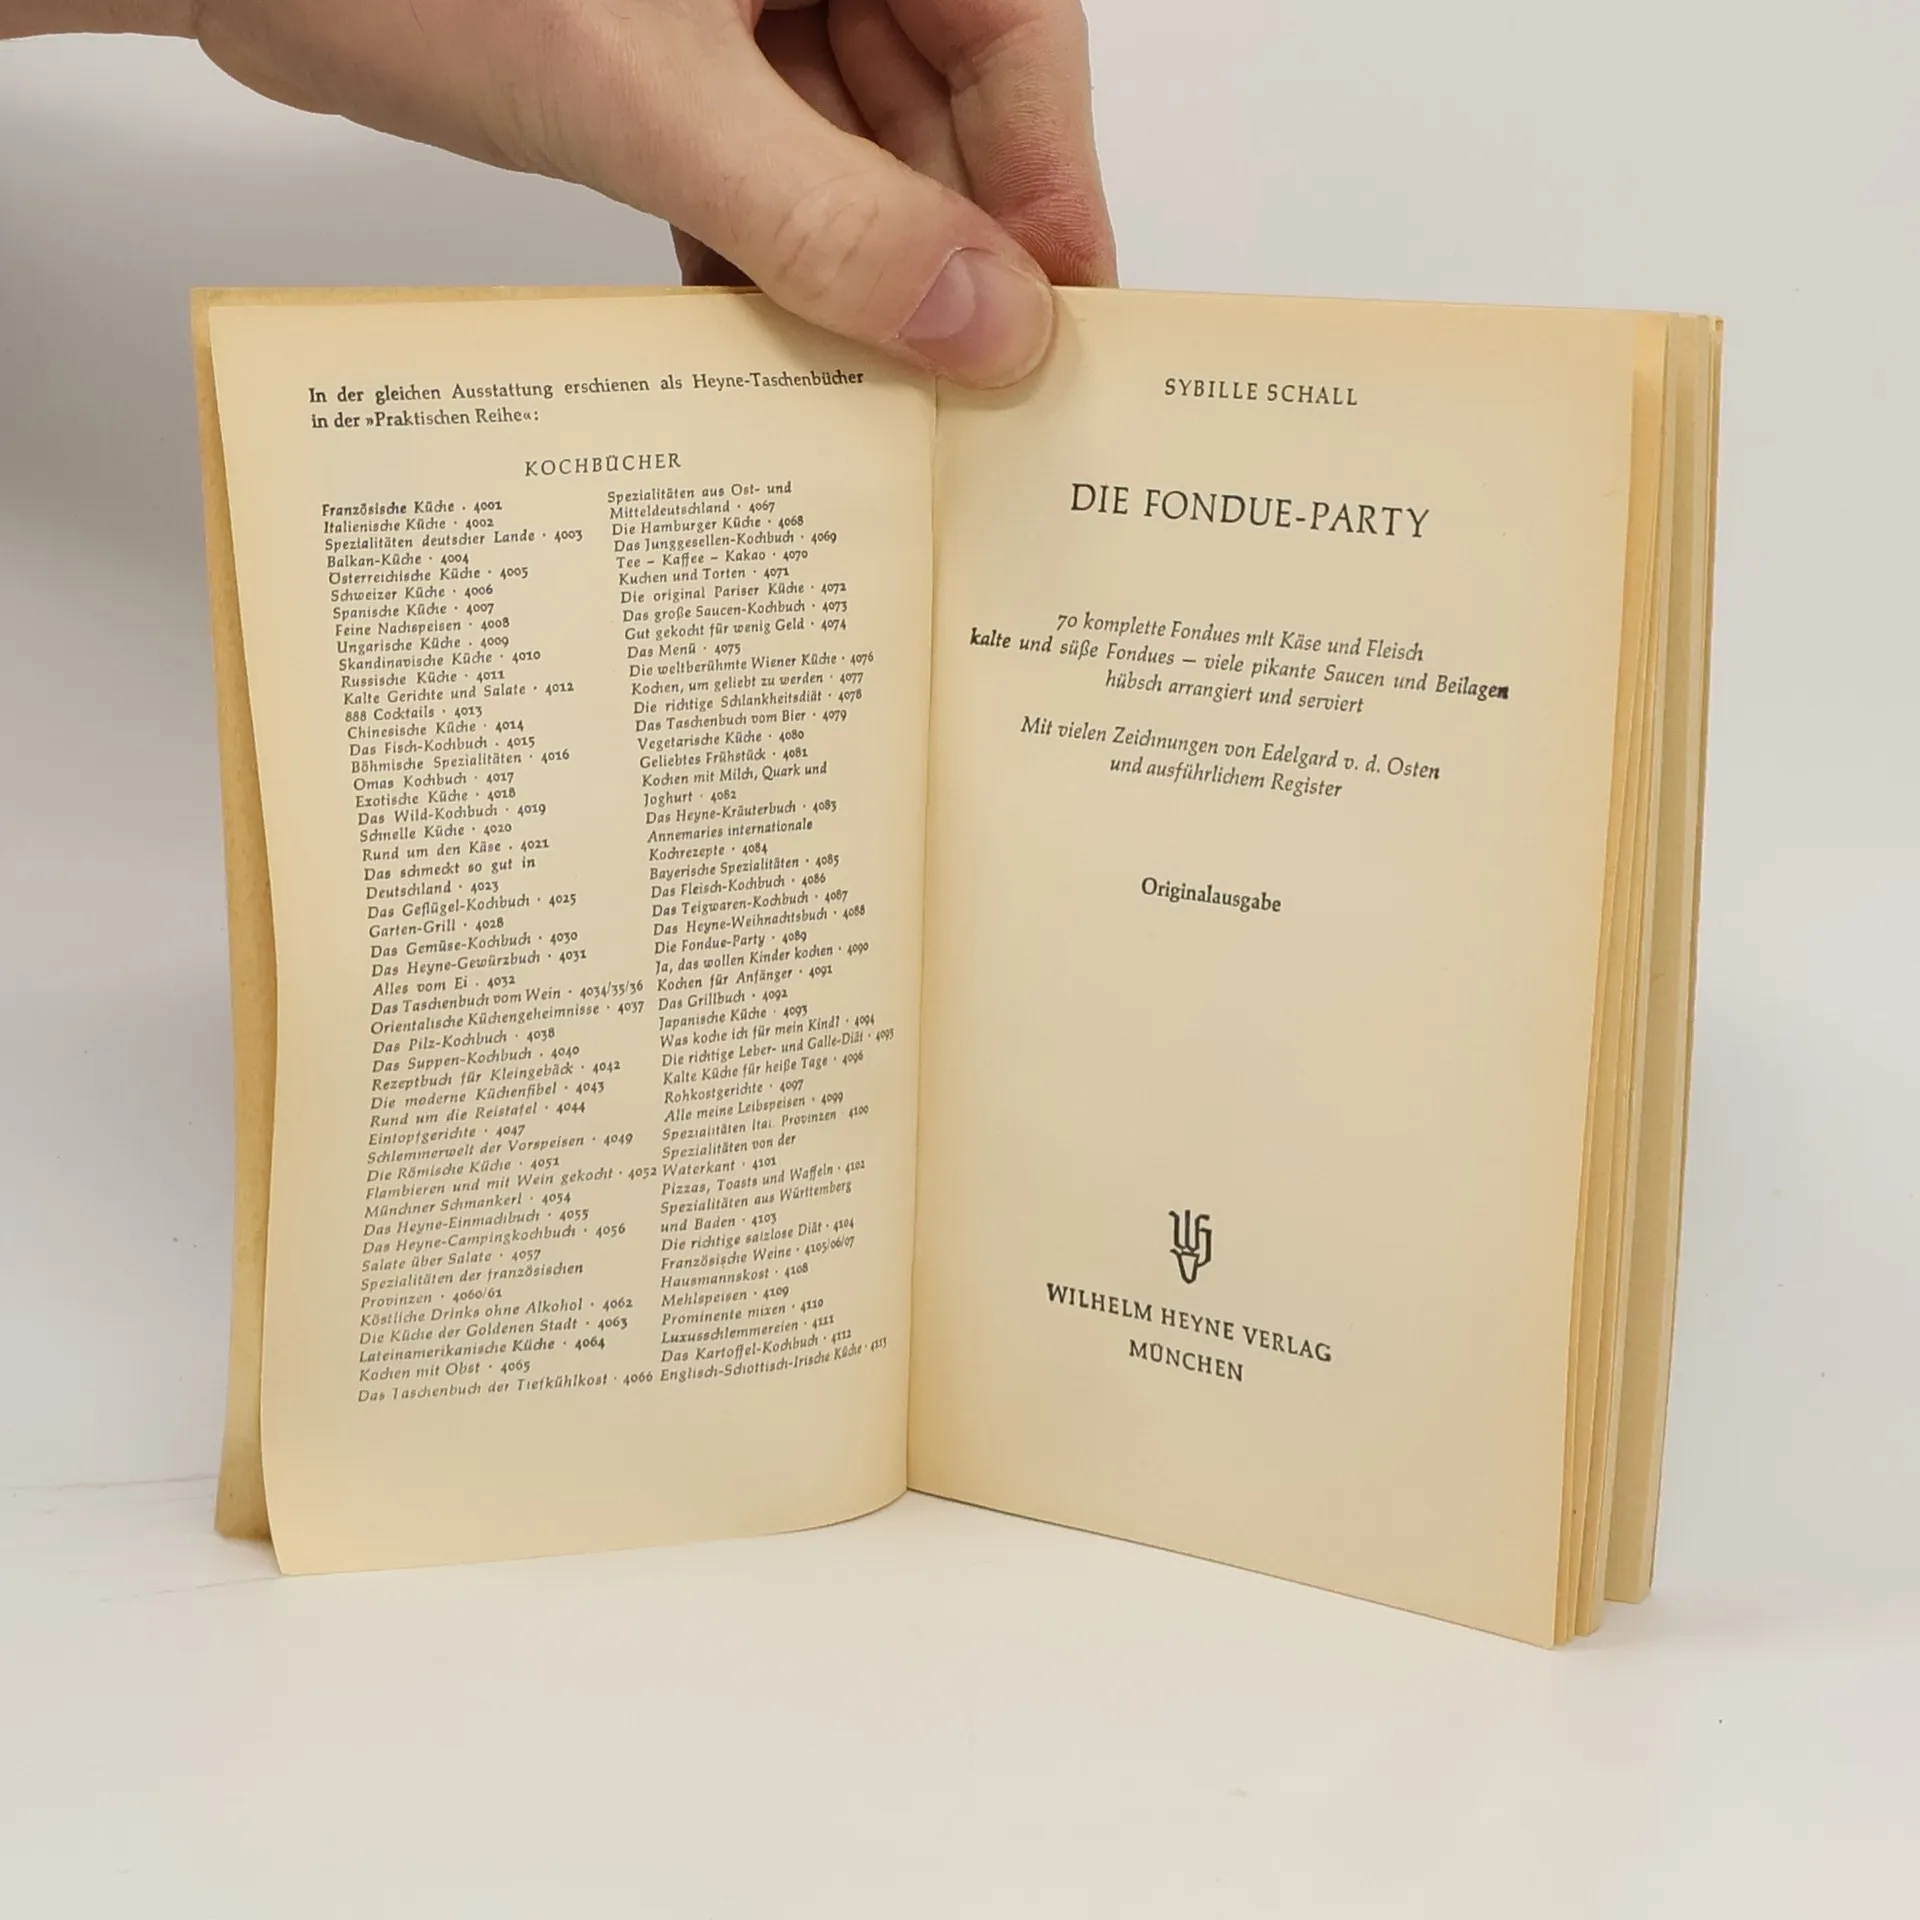 In der gleichen Ausstattung erschienen als Heyne-Taschenbücher
in der »Praktischen Reihe«:
KOCHBÜCHER
Französische Küche · 4001
Italienische Küche · 4002
Spezialitäten deutscher Lande · 4003
Balkan-Küche · 4004
Österreichische Küche · 4005
Schweizer Küche · 4006
Spanische Küche · 4007
Feine Nachspeisen · 4008
Ungarische Küche · 4009
Skandinavische Küche · 4010
Russische Küche · 4011
Kalte Gerichte und Salate · 4012
888 Cocktails · 4013
Chinesische Küche · 4014
Das Fisch-Kochbuch · 4015
Böhmische Spezialitäten · 4016
Omas Kochbuch · 4017
Exotische Küche · 4018
Das Wild-Kochbuch · 4019
Schnelle Küche · 4020
Rund um den Käse · 4021
Das schmeckt so gut in
Deutschland · 4023
Das Geflügel-Kochbuch · 4025
Garten-Grill · 4028
Das Gemüse-Kochbuch · 4030
Das Heyne-Gewürzbuch · 4031
Alles vom Ei · 4032
Das Taschenbuch vom Wein · 4034/35/36
Orientalische Küchengeheimnisse · 4037
Das Pilz-Kochbuch · 4038
Das Suppen-Kochbuch · 4040
Rezeptbuch für Kleingebäck · 4042
Die moderne Küchenfibel · 4043
Rund um die Reistafel · 4044
Eintopfgerichte · 4047
Schlemmerwelt der Vorspeisen · 4049
Die Römische Küche · 4051
Flambieren und mit Wein gekocht · 4052
Münchner Schmankerl · 4054
Das Heyne-Einmachbuch · 4055
Das Heyne-Campingkochbuch · 4056
Salate über Salate · 4057
Spezialitäten der französischen
Provinzen · 4060/61
Köstliche Drinks ohne Alkohol · 4062
Die Küche der Goldenen Stadt · 4063
Lateinamerikanische Küche · 4064
Kochen mit Obst · 4065
Das Taschenbuch der Tiefkühlkost · 4066
Spezialitäten aus Ost- und
Mitteldeutschland · 4067
Die Hamburger Küche · 4068
Das Junggesellen-Kochbuch · 4069
Tee – Kaffee – Kakao · 4070
Kuchen und Torten · 4071
Die original Pariser Küche · 4072
Das große Saucen-Kochbuch · 4073
Gut gekocht für wenig Geld · 4074
Das Menü · 4075
Die weltberühmte Wiener Küche · 4076
Kochen, um geliebt zu werden · 4077
Die richtige Schlankheitsdiät · 4078
Das Taschenbuch vom Bier · 4079
Vegetarische Küche · 4080
Geliebtes Frühstück · 4081
Kochen mit Milch, Quark und
Joghurt · 4082
Das Heyne-Kräuterbuch · 4083
Annemaries internationale
Kochrezepte · 4084
Bayerische Spezialitäten · 4085
Das Fleisch-Kochbuch · 4086
Das Teigwaren-Kochbuch · 4087
Das Heyne-Weihnachtsbuch · 4088
Die Fondue-Party · 4089
Ja, das wollen Kinder kochen · 4090
Kochen für Anfänger · 4091
Das Grillbuch · 4092
Japanische Küche · 4093
Was koche ich für mein Kind? · 4094
Die richtige Leber- und Galle-Diät · 4095
Kalte Küche für heiße Tage · 4096
Rohkostgerichte · 4097
Alle meine Leibspeisen · 4099
Spezialitäten Ital. Provinzen · 4100
Spezialitäten von der
Waterkant · 4101
Pizzas, Toasts und Waffeln · 4102
Spezialitäten aus Württemberg
und Baden · 4103
Die richtige salzlose Diät · 4104
Französische Weine · 4105/06/07
Hausmannskost · 4108
Mehlspeisen · 4109
Prominente mixen · 4110
Luxusschlemmereien · 4111
Das Kartoffel-Kochbuch · 4112
Englisch-Schottisch-Irische Küche · 4113
SYBILLE SCHALL
DIE FONDUE-PARTY
70 komplette Fondues mit Käse und Fleisch
kalte und süße Fondues – viele pikante Saucen und Beilagen
hübsch arrangiert und serviert
Mit vielen Zeichnungen von Edelgard v. d. Osten
und ausführlichem Register
Originalausgabe
WILHELM HEYNE VERLAG
MÜNCHEN